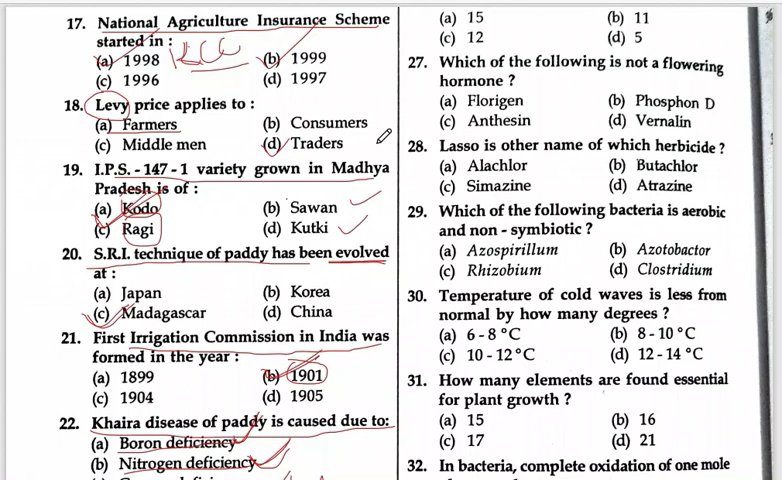 17. National Agriculture Insurance Scheme
started in :
KCC
(a) 1998 (b) 1999
(c) 1996 (d) 1997
18. Levy price applies to :
(a) Farmers (b) Consumers
(c) Middle men (d) Traders
19. I.P.S. - 147 - 1 variety grown in Madhya
Pradesh is of :
(a) Kodo (b) Sawan
(c) Ragi (d) Kutki
20. S.R.I. technique of paddy has been evolved
at :
(a) Japan (b) Korea
(c) Madagascar (d) China
21. First Irrigation Commission in India was
formed in the year :
(a) 1899 (b) 1901
(c) 1904 (d) 1905
22. Khaira disease of paddy is caused due to:
(a) Boron deficiency
(b) Nitrogen deficiency
(a) 15 (b) 11
(c) 12 (d) 5
27. Which of the following is not a flowering
hormone ?
(a) Florigen (b) Phosphon D
(c) Anthesin (d) Vernalin
28. Lasso is other name of which herbicide ?
(a) Alachlor (b) Butachlor
(c) Simazine (d) Atrazine
29. Which of the following bacteria is aerobic
and non - symbiotic ?
(a) Azospirillum (b) Azotobactor
(c) Rhizobium (d) Clostridium
30. Temperature of cold waves is less from
normal by how many degrees ?
(a) 6 - 8 °C (b) 8 - 10 °C
(c) 10 - 12 °C (d) 12 - 14 °C
31. How many elements are found essential
for plant growth ?
(a) 15 (b) 16
(c) 17 (d) 21
32. In bacteria, complete oxidation of one mole